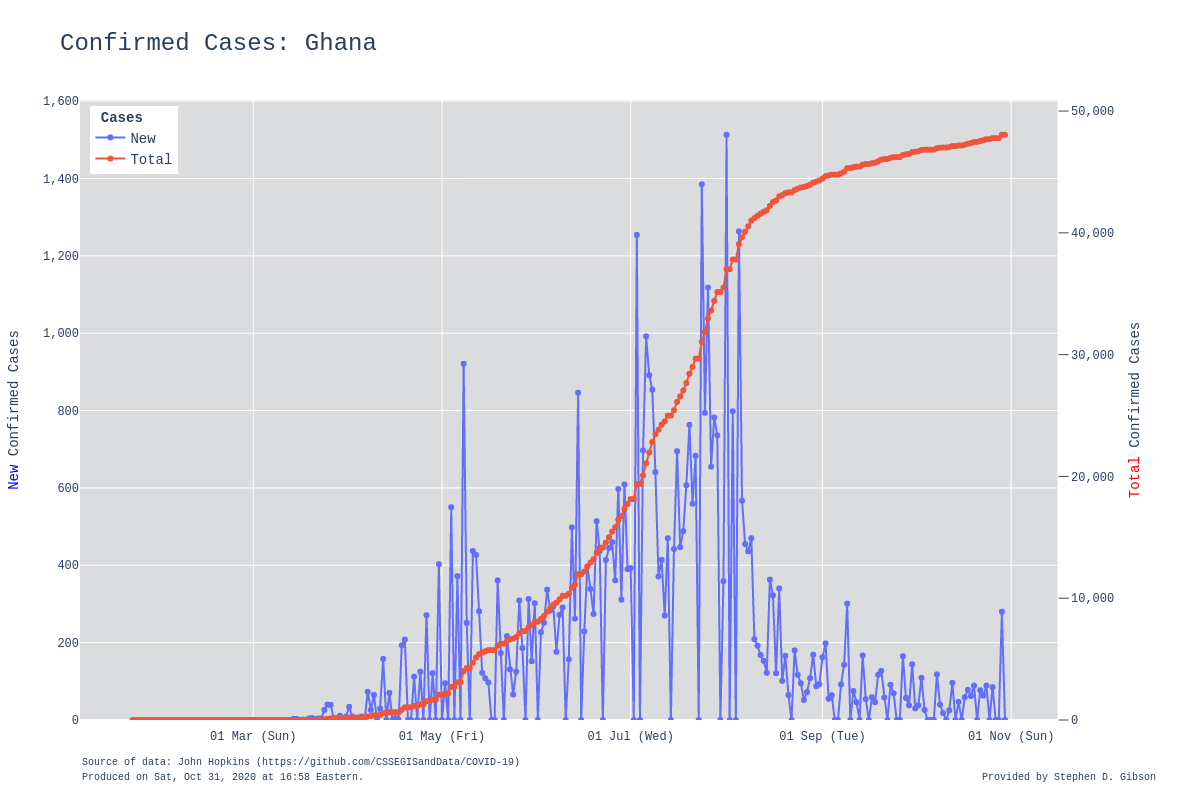 Confirmed Cases: Ghana
Cases
New
Total
1,600
1,400
1,200
1,000
800
600
400
200
0
50,000
40,000
30,000
20,000
10,000
0
New Confirmed Cases
Total Confirmed Cases
01 Mar (Sun)
01 May (Fri)
01 Jul (Wed)
01 Sep (Tue)
01 Nov (Sun)
Source of data: John Hopkins (https://github.com/CSSEGISandData/COVID-19)
Produced on Sat, Oct 31, 2020 at 16:58 Eastern.
Provided by Stephen D. Gibson